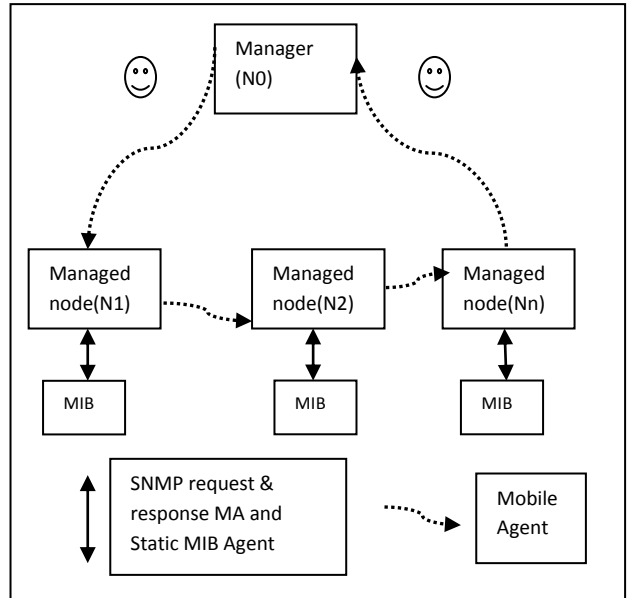 Manager
(N0)
Managed
node(N1)
Managed
node(N2)
Managed
node(Nn)
MIB
MIB
MIB
SNMP request &
response MA and
Static MIB Agent
Mobile
Agent